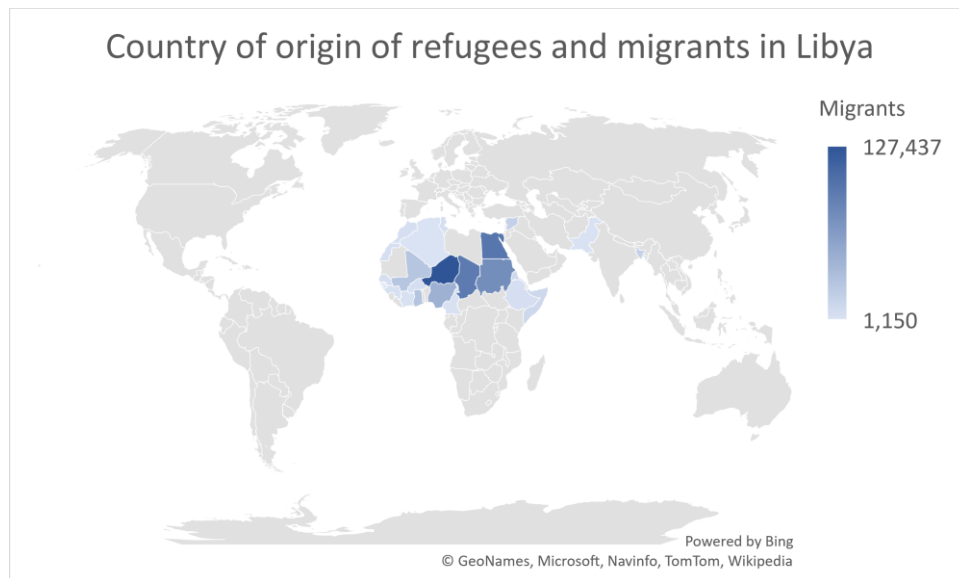 Country of origin of refugees and migrants in Libya
Migrants
127,437
1,150
Powered by Bing
© GeoNames, Microsoft, Navinfo, TomTom, Wikipedia